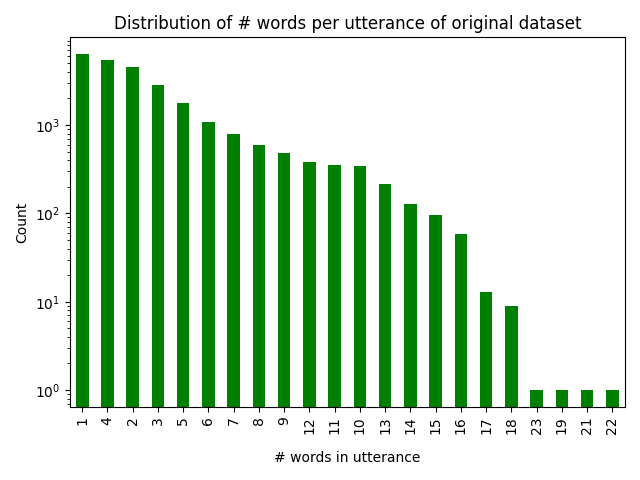 Distribution of # words per utterance of original dataset
Count
10³
10²
10¹
10⁰
1 4 2 3 5 6 7 8 9 12 11 10 13 14 15 16 17 18 23 19 21 22
# words in utterance